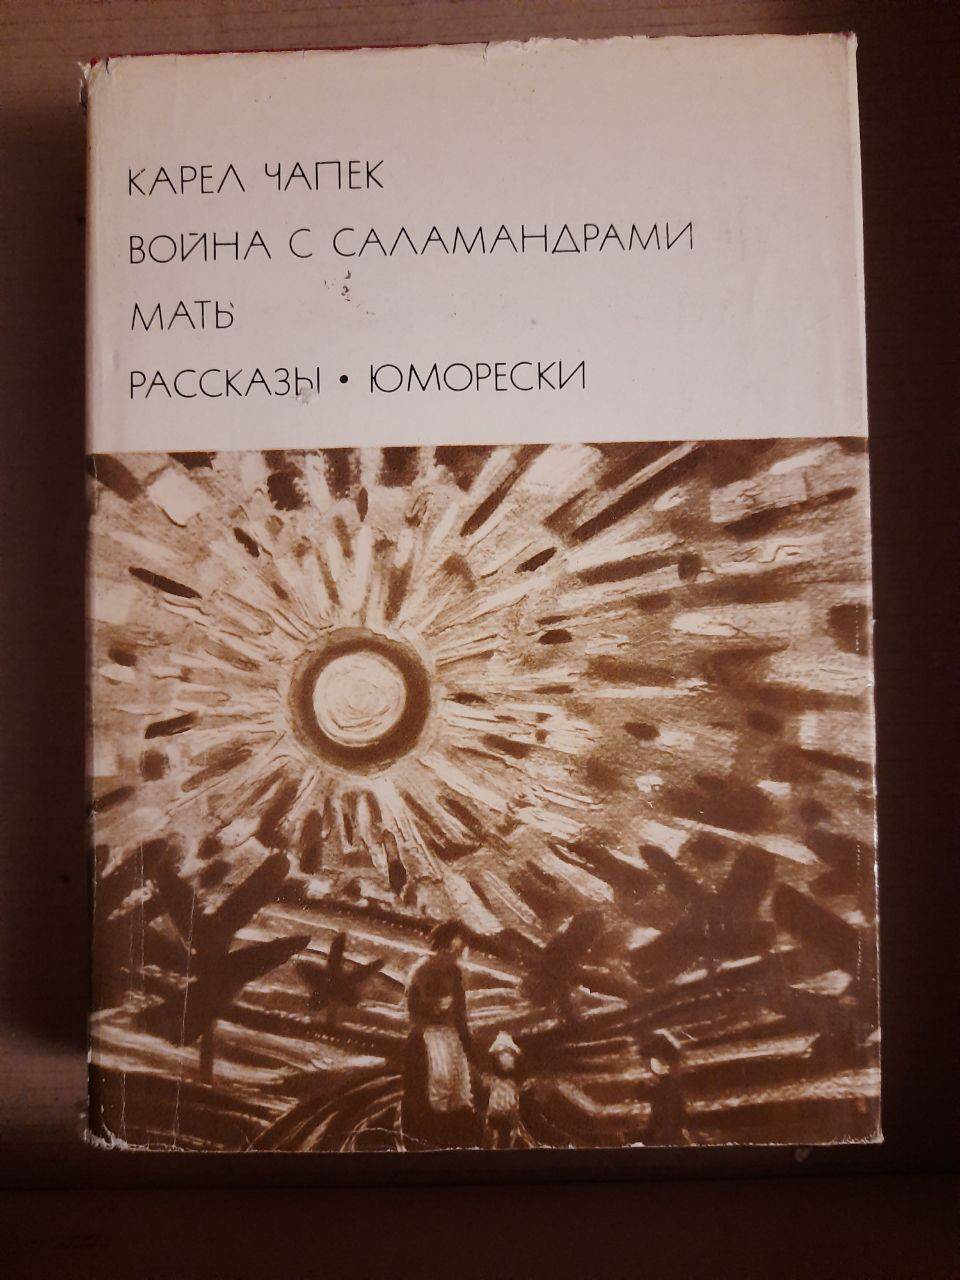 КАРЕЛ ЧАПЕК
ВОЙНА С САЛАМАНДРАМИ
МАТЬ
РАССКАЗЫ • ЮМОРЕСКИ